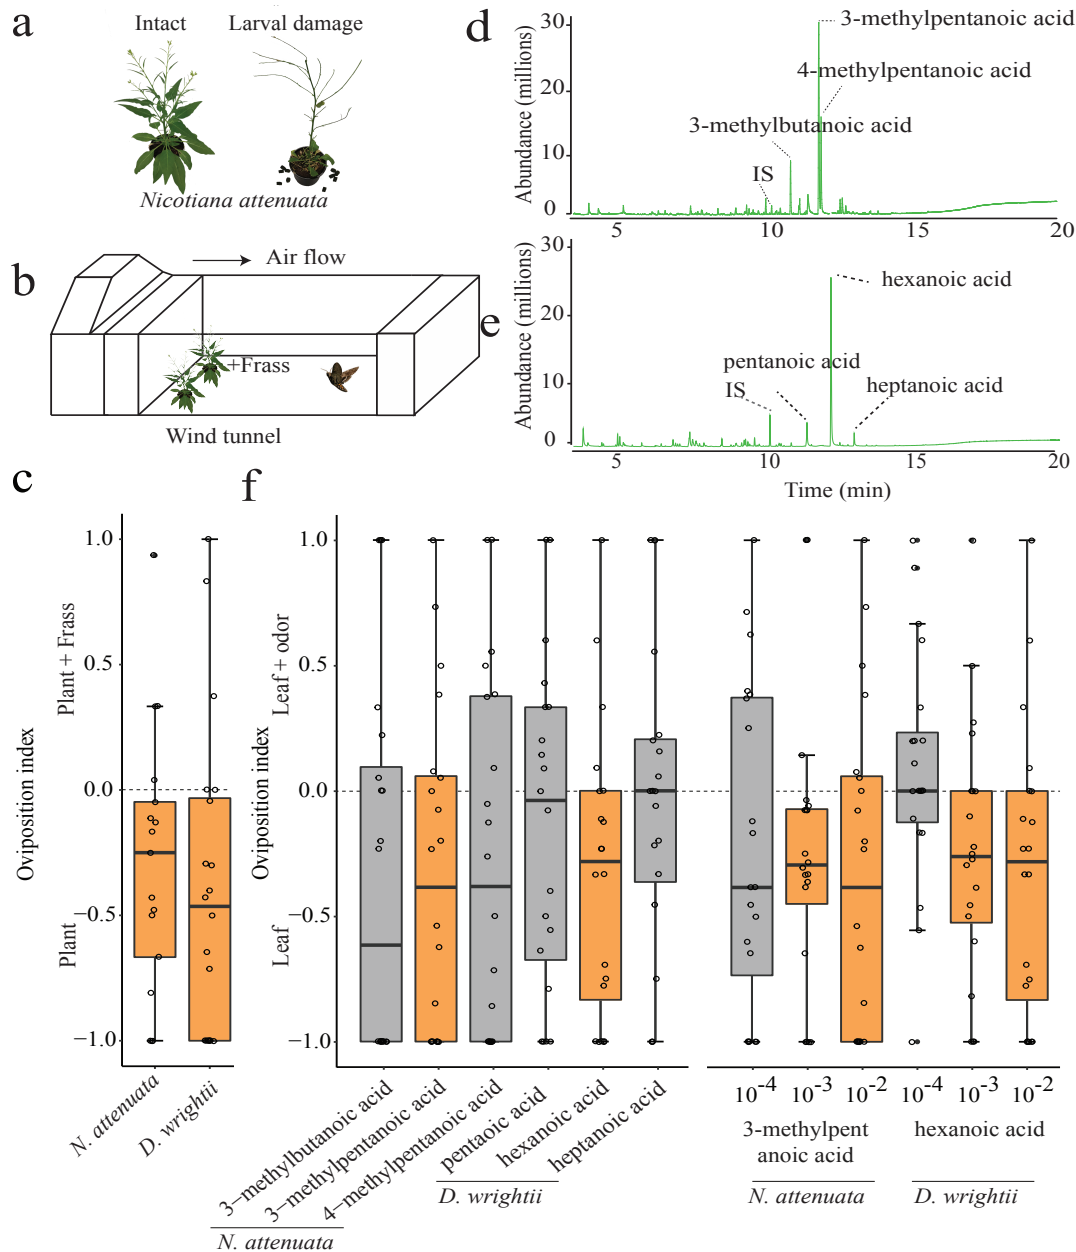 a
Intact
Larval damage
Nicotiana attenuata
b
Air flow
+Frass
Wind tunnel
d
Abundance (millions)
30
20
10
0
3-methylpentanoic acid
4-methylpentanoic acid
3-methylbutanoic acid
IS
5
10
15
20
e
Abundance (millions)
30
20
10
0
hexanoic acid
pentanoic acid
IS
heptanoic acid
5
10
15
20
Time (min)
c
Oviposition index
Plant
Plant + Frass
1.0
0.5
0.0
−0.5
−1.0
N. attenuata
D. wrightii
f
Oviposition index
Leaf
Leaf + odor
1.0
0.5
0.0
−0.5
−1.0
3−methylbutanoic acid
3−methylpentanoic acid
4−methylpentanoic acid
pentaoic acid
hexanoic acid
heptanoic acid
N. attenuata
D. wrightii
10-4
10-3
10-2
10-4
10-3
10-2
3-methylpent
anoic acid
hexanoic acid
N. attenuata
D. wrightii